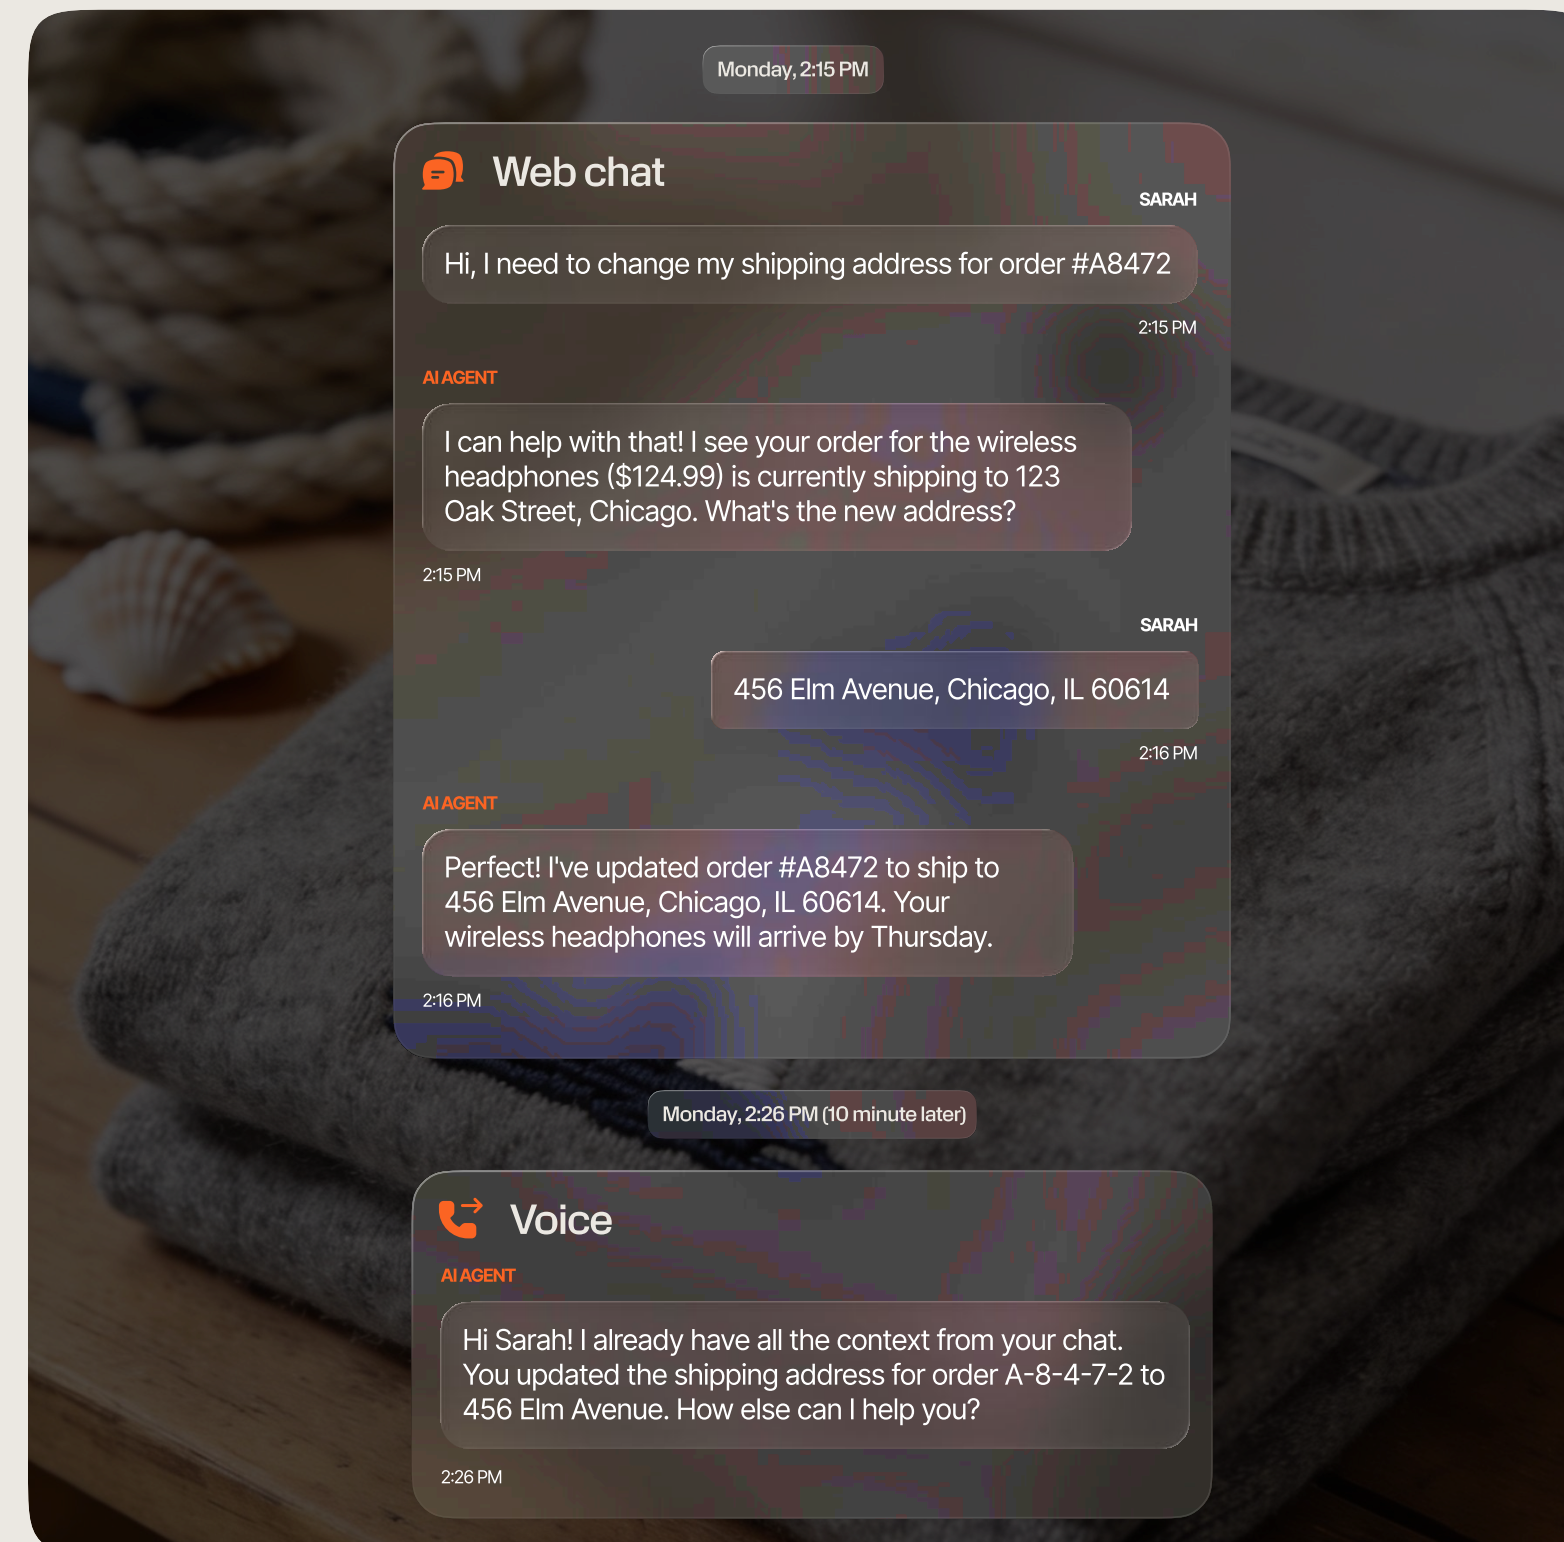 Monday, 2:15 PM
Web chat
SARAH
Hi, I need to change my shipping address for order #A8472
2:15 PM
AI AGENT
I can help with that! I see your order for the wireless
headphones ($124.99) is currently shipping to 123
Oak Street, Chicago. What's the new address?
2:15 PM
SARAH
456 Elm Avenue, Chicago, IL 60614
2:16 PM
AI AGENT
Perfect! I've updated order #A8472 to ship to
456 Elm Avenue, Chicago, IL 60614. Your
wireless headphones will arrive by Thursday.
2:16 PM
Monday, 2:26 PM (10 minute later)
Voice
AI AGENT
Hi Sarah! I already have all the context from your chat.
You updated the shipping address for order A-8-4-7-2 to
456 Elm Avenue. How else can I help you?
2:26 PM